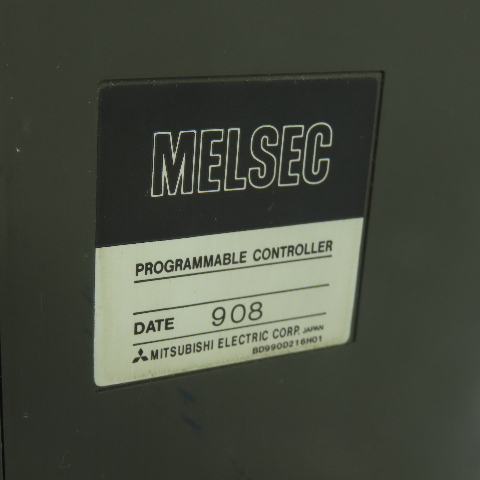 MELSEC
PROGRAMMABLE CONTROLLER
DATE 908
MITSUBISHI ELECTRIC CORP. JAPAN
BD990D216H01